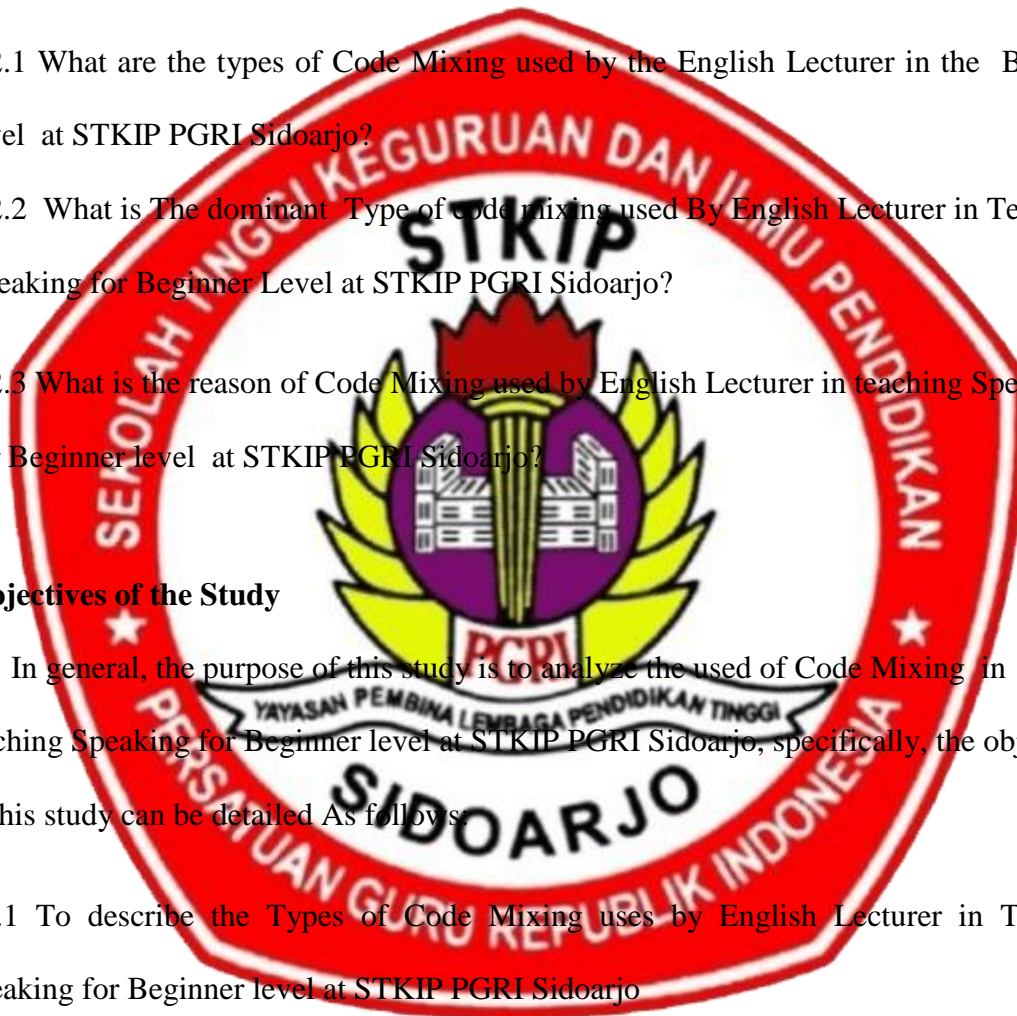 2.1 What are the types of Code Mixing used by the English Lecturer in the B
vel at STKIP PGRI Sidoarjo?
2.2 What is The dominant Type of code mixing used By English Lecturer in Te
eaking for Beginner Level at STKIP PGRI Sidoarjo?
2.3 What is the reason of Code Mixing used by English Lecturer in teaching Spe
r Beginner level at STKIP PGRI Sidoarjo?
bjectives of the Study
In general, the purpose of this study is to analyze the used of Code Mixing in
ching Speaking for Beginner level at STKIP PGRI Sidoarjo, specifically, the obj
his study can be detailed As follows:
.1 To describe the Types of Code Mixing uses by English Lecturer in T
eaking for Beginner level at STKIP PGRI Sidoarjo
SEKOLAH TINGGI KEGURUAN DAN ILMU PENDIDIKAN
STKIP
PGRI
YAYASAN PEMBINA LEMBAGA PENDIDIKAN TINGGI
SIDOARJO
PERSATUAN GURU REPUBLIK INDONESIA